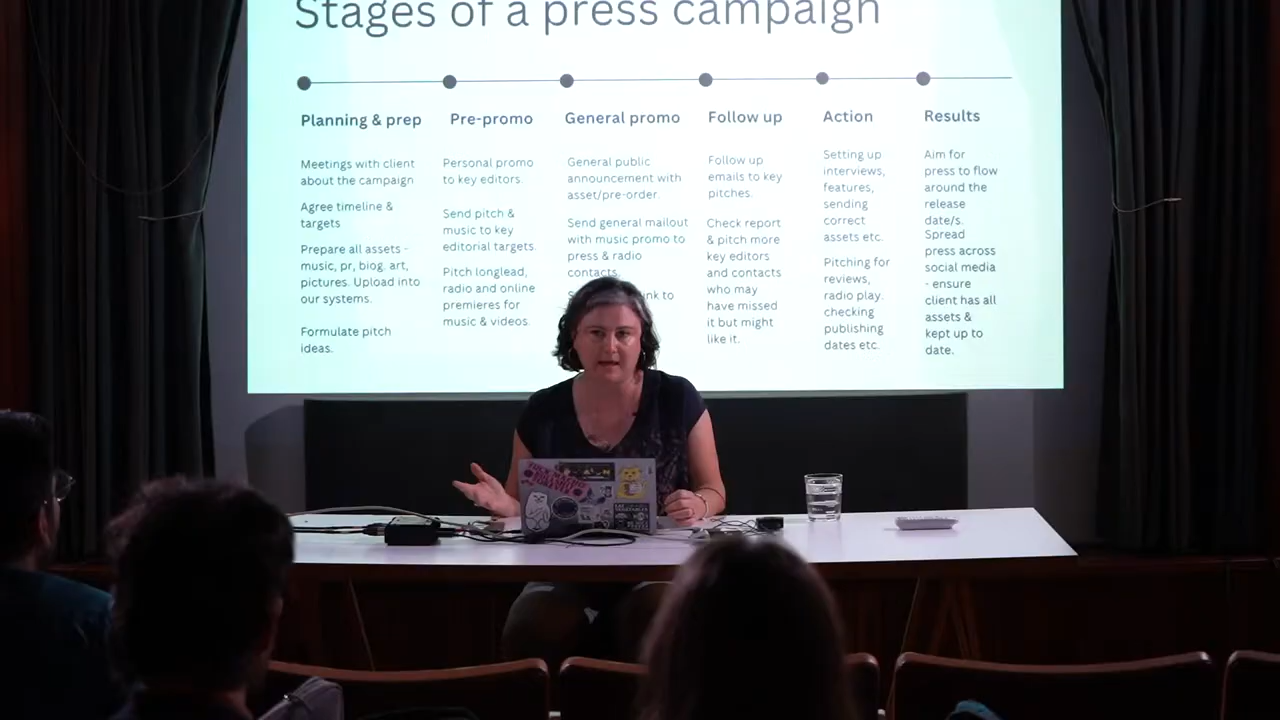 Stages of a press campaign
Planning & prep
Meetings with client
about the campaign
Agree timeline &
targets
Prepare all assets -
music, pr, biog. art,
pictures. Upload into
our systems.
Formulate pitch
ideas.
Pre-promo
Personal promo
to key editors.
Send pitch &
music to key
editorial targets.
Pitch longlead,
radio and online
premieres for
music & videos.
General promo
General public
announcement with
asset/pre-order.
Send general mailout
with music promo to
press & radio
contacts.
to
Follow up
Follow up
emails to key
pitches.
Check report
& pitch more
key editors
and contacts
who may
have missed
it but might
like it.
Action
Setting up
interviews,
features,
sending
correct
assets etc.
Pitching for
reviews,
radio play.
checking
publishing
dates etc.
Results
Aim for
press to flow
around the
release
date/s.
Spread
press across
social media
- ensure
client has all
assets &
kept up to
date.